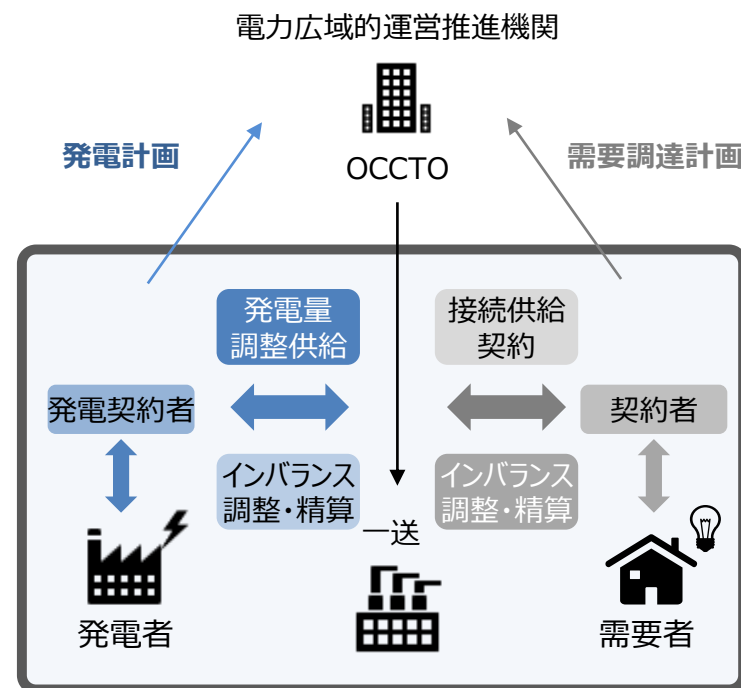 電力広域的運営推進機関
OCCTO
発電計画
需要調達計画
発電量
調整供給
接続供給
契約
発電契約者
契約者
インバランス
調整・精算
インバランス
調整・精算
一送
発電者
需要者